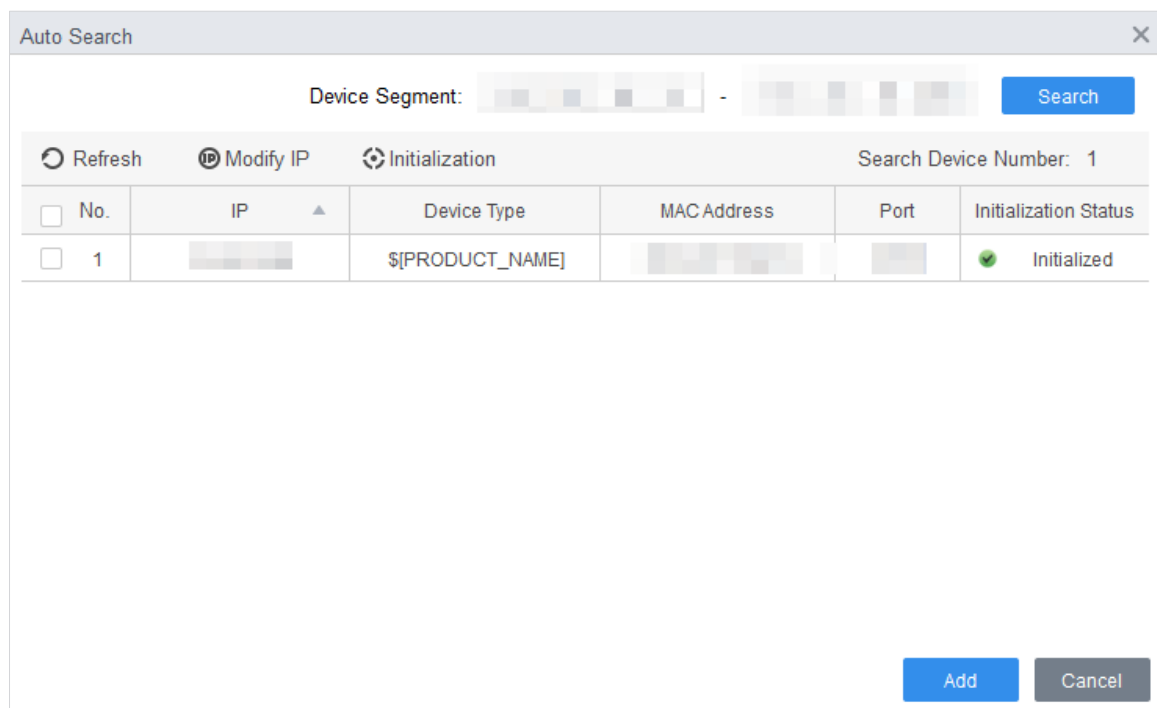 Auto Search
Device Segment: - Search
Refresh Modify IP Initialization Search Device Number: 1
No. IP Device Type MAC Address Port Initialization Status
1 $[PRODUCT_NAME] Initialized
Add Cancel